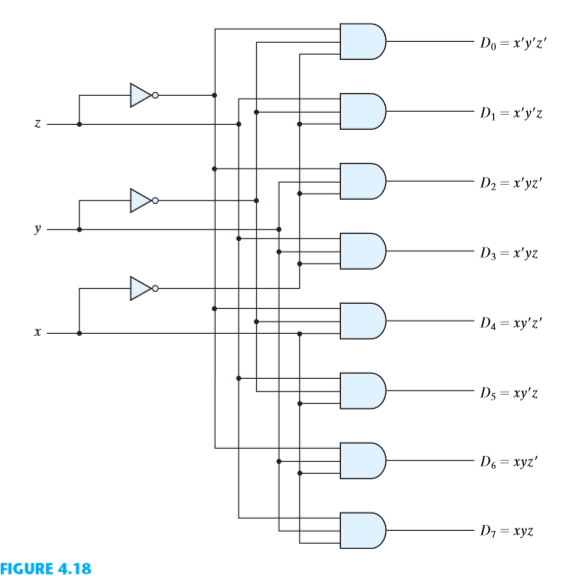 D₀ = x'y'z'
D₁ = x'y'z
z
D₂ = x'yz'
y
D₃ = x'yz
x
D₄ = xy'z'
D₅ = xy'z
D₆ = xyz'
D₇ = xyz
FIGURE 4.18